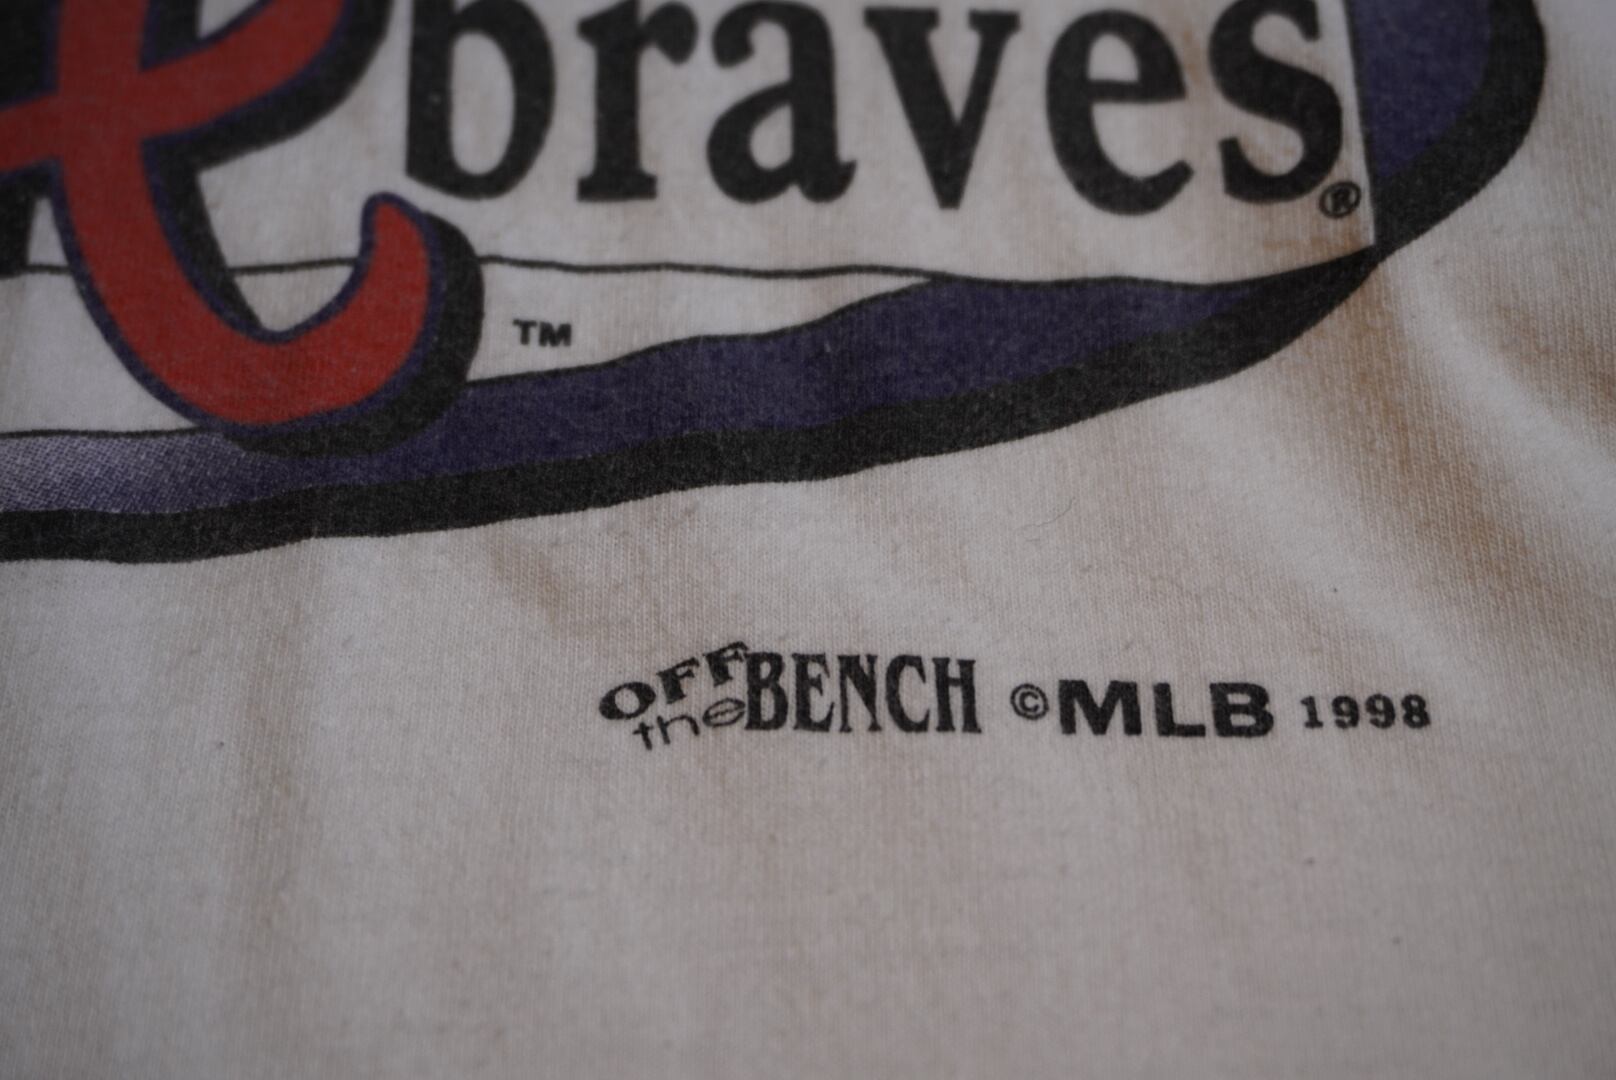 braves®
TM
OFF the BENCH ©MLB 1998